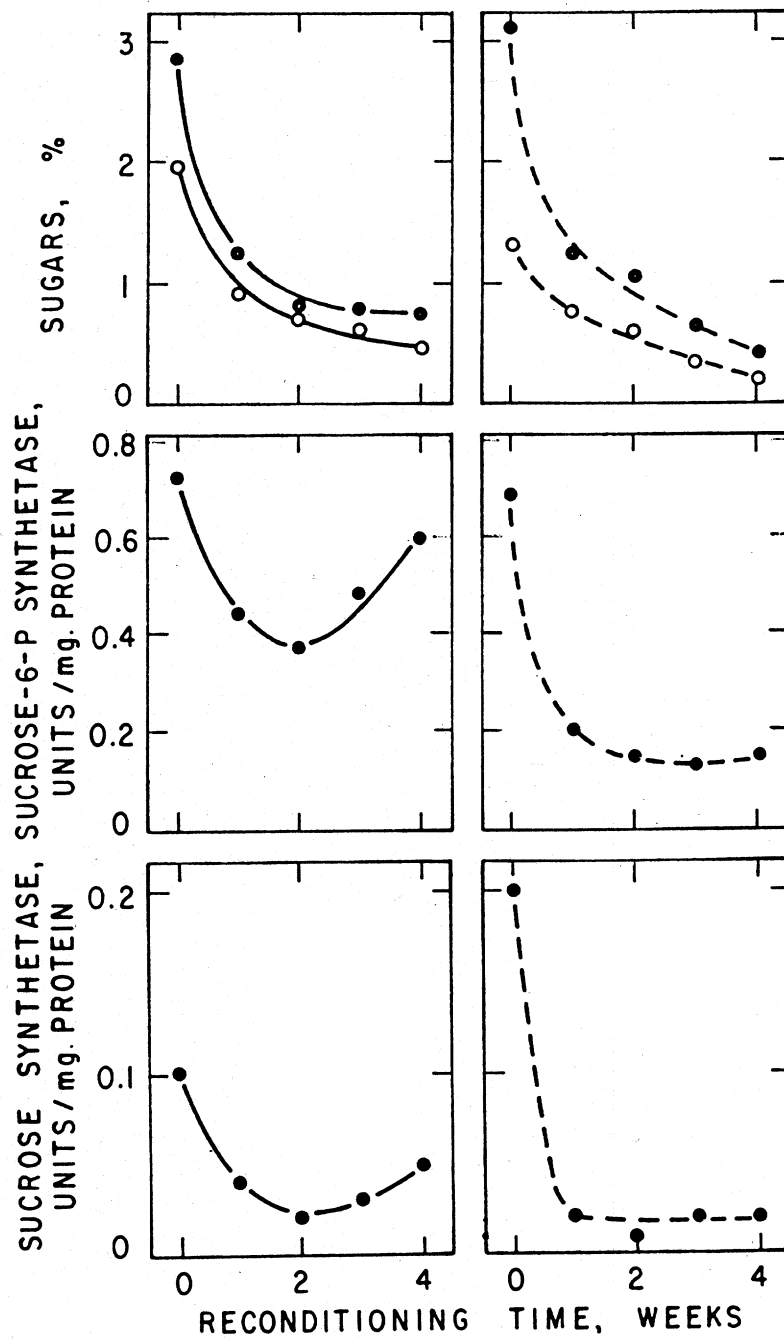 SUGARS, %
3
2
1
0
SUCROSE-6-P SYNTHETASE,
UNITS/mg. PROTEIN
0.8
0.6
0.4
0.2
0
SUCROSE SYNTHETASE,
UNITS/mg. PROTEIN
0.2
0.1
0
0 2 4 0 2 4
RECONDITIONING TIME, WEEKS